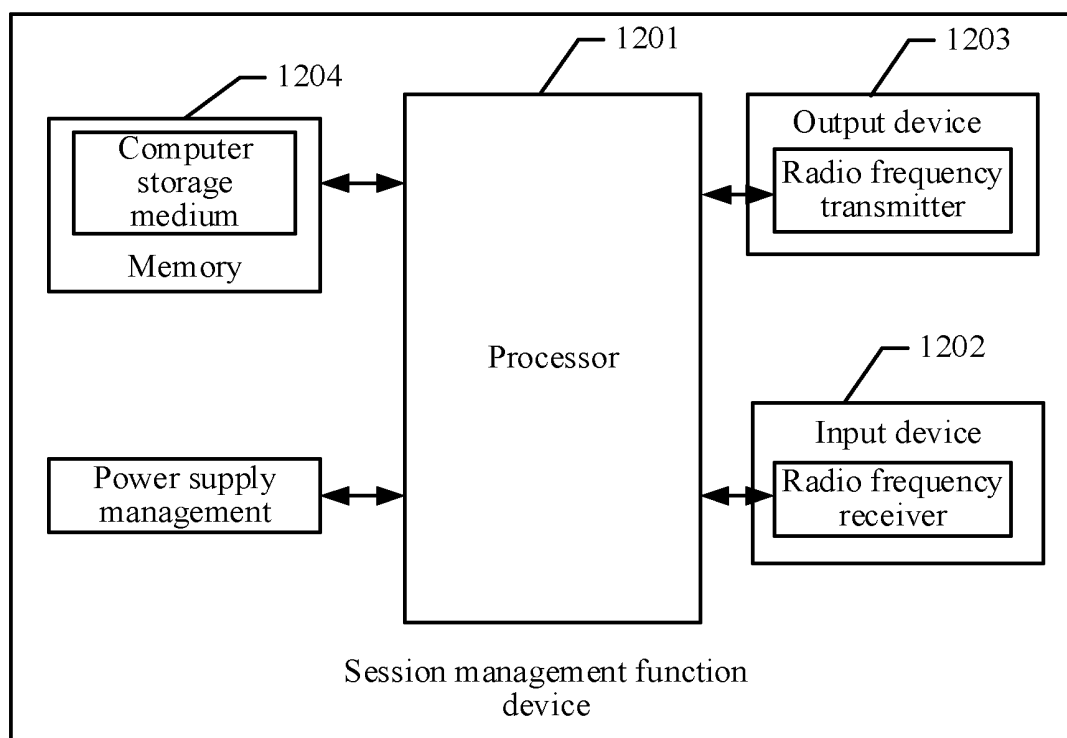 1201
1203
1204
Computer
storage
medium
Memory
Output device
Radio frequency
transmitter
Processor
1202
Input device
Radio frequency
receiver
Power supply
management
Session management function
device